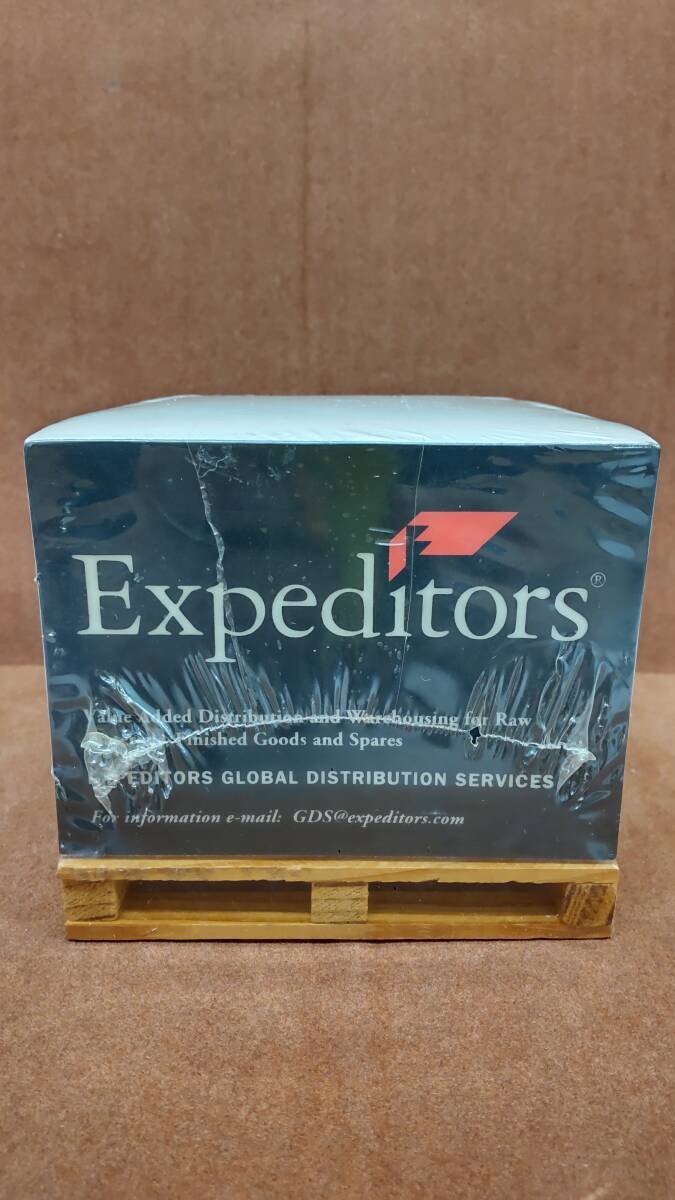 Expeditors®
Value Added Distribution and Warehousing for Raw
Finished Goods and Spares
EXPEDITORS GLOBAL DISTRIBUTION SERVICES
For information e-mail: GDS@expeditors.com